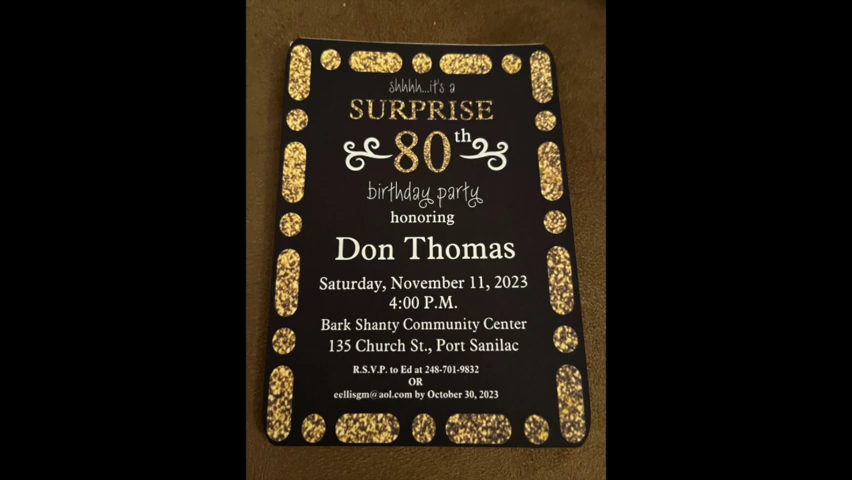 shhhh...it's a
SURPRISE
80th
birthday party
honoring
Don Thomas
Saturday, November 11, 2023
4:00 P.M.
Bark Shanty Community Center
135 Church St., Port Sanilac
R.S.V.P. to Ed at 248-701-9832
OR
eellisgm@aol.com by October 30, 2023